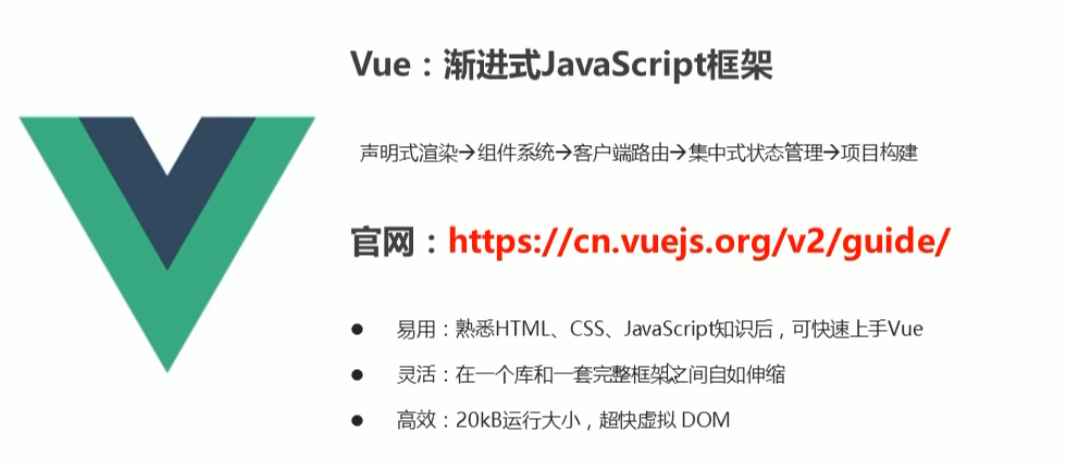 Vue：渐进式JavaScript框架
声明式渲染→组件系统→客户端路由→集中式状态管理→项目构建
官网：https://cn.vuejs.org/v2/guide/
● 易用：熟悉HTML、CSS、JavaScript知识后，可快速上手Vue
● 灵活：在一个库和一套完整框架之间自如伸缩
● 高效：20kB运行大小，超快虚拟 DOM